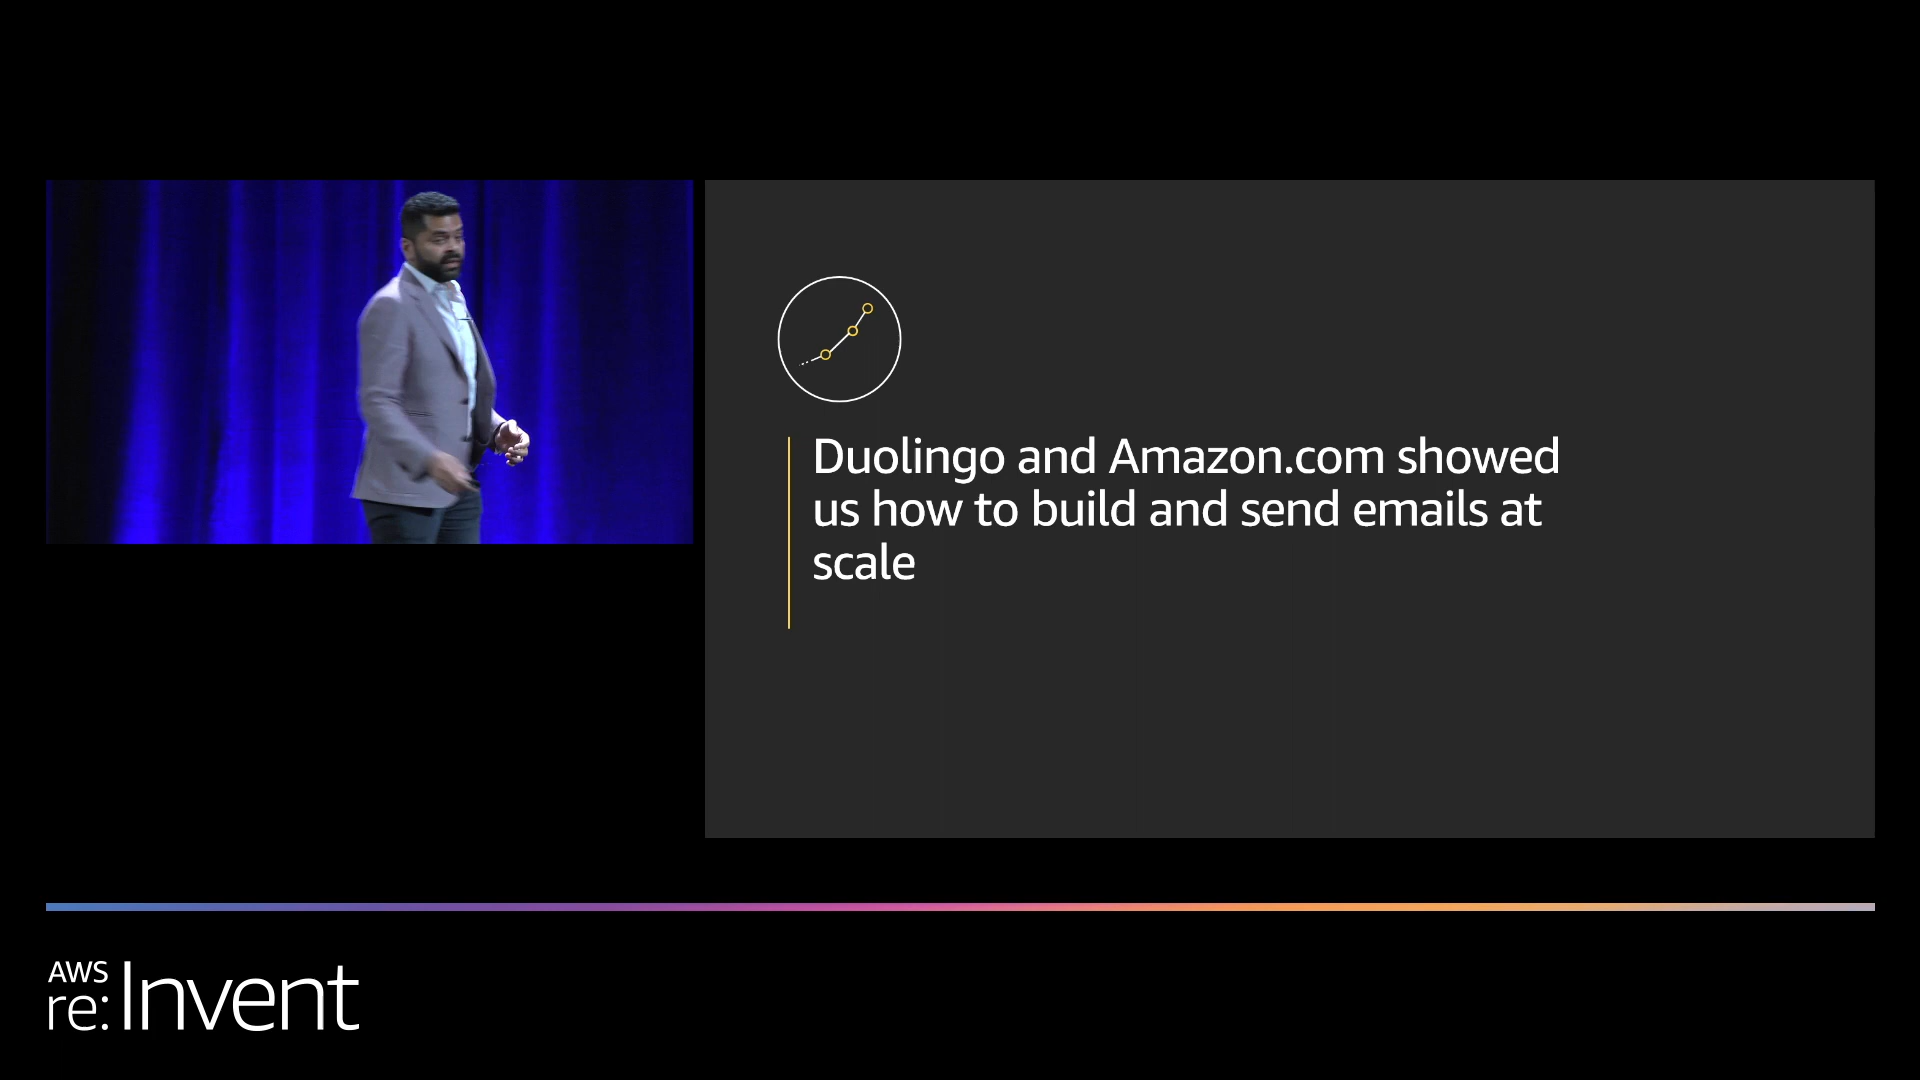 Duolingo and Amazon.com showed
us how to build and send emails at
scale
AWS
re:Invent